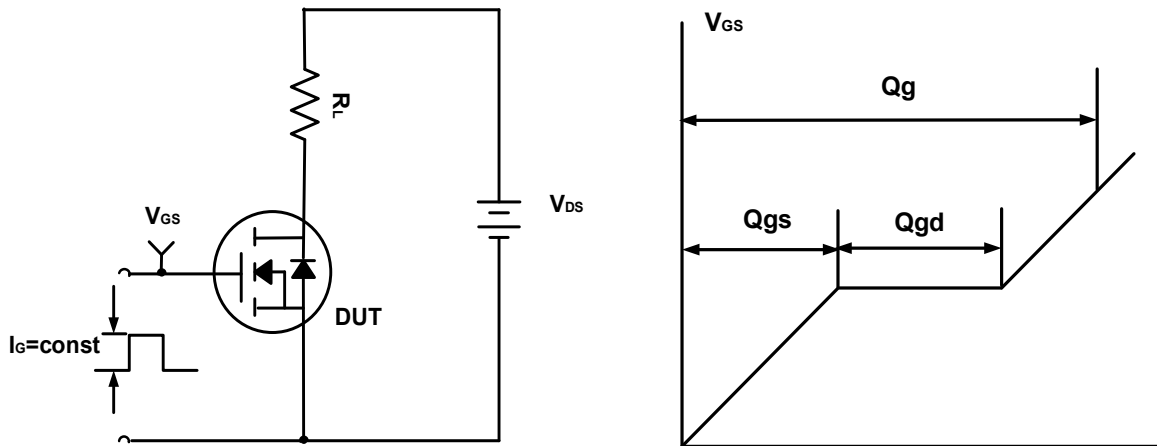 VGS
Qg
RL
VDS
VGS
Qgs
Qgd
DUT
IG=const